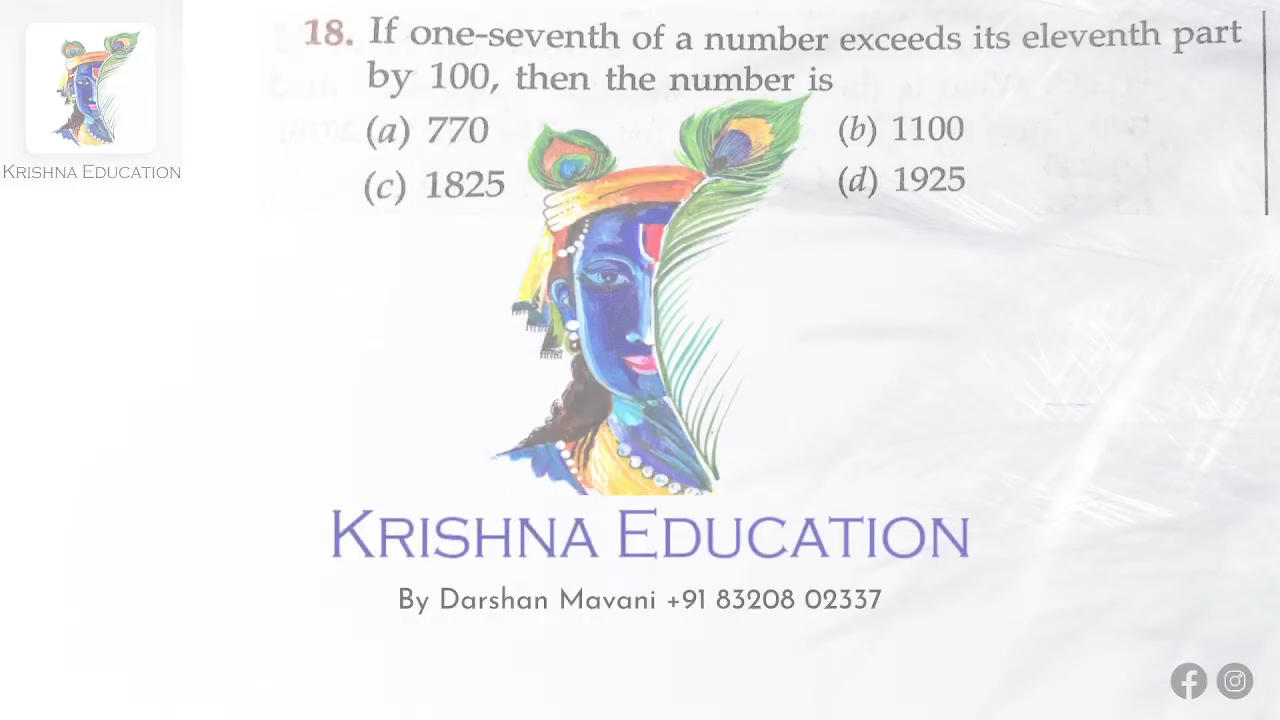 18. If one-seventh of a number exceeds its eleventh part
by 100, then the number is
(a) 770 (b) 1100
(c) 1825 (d) 1925
KRISHNA EDUCATION
KRISHNA EDUCATION
By Darshan Mavani +91 83208 02337